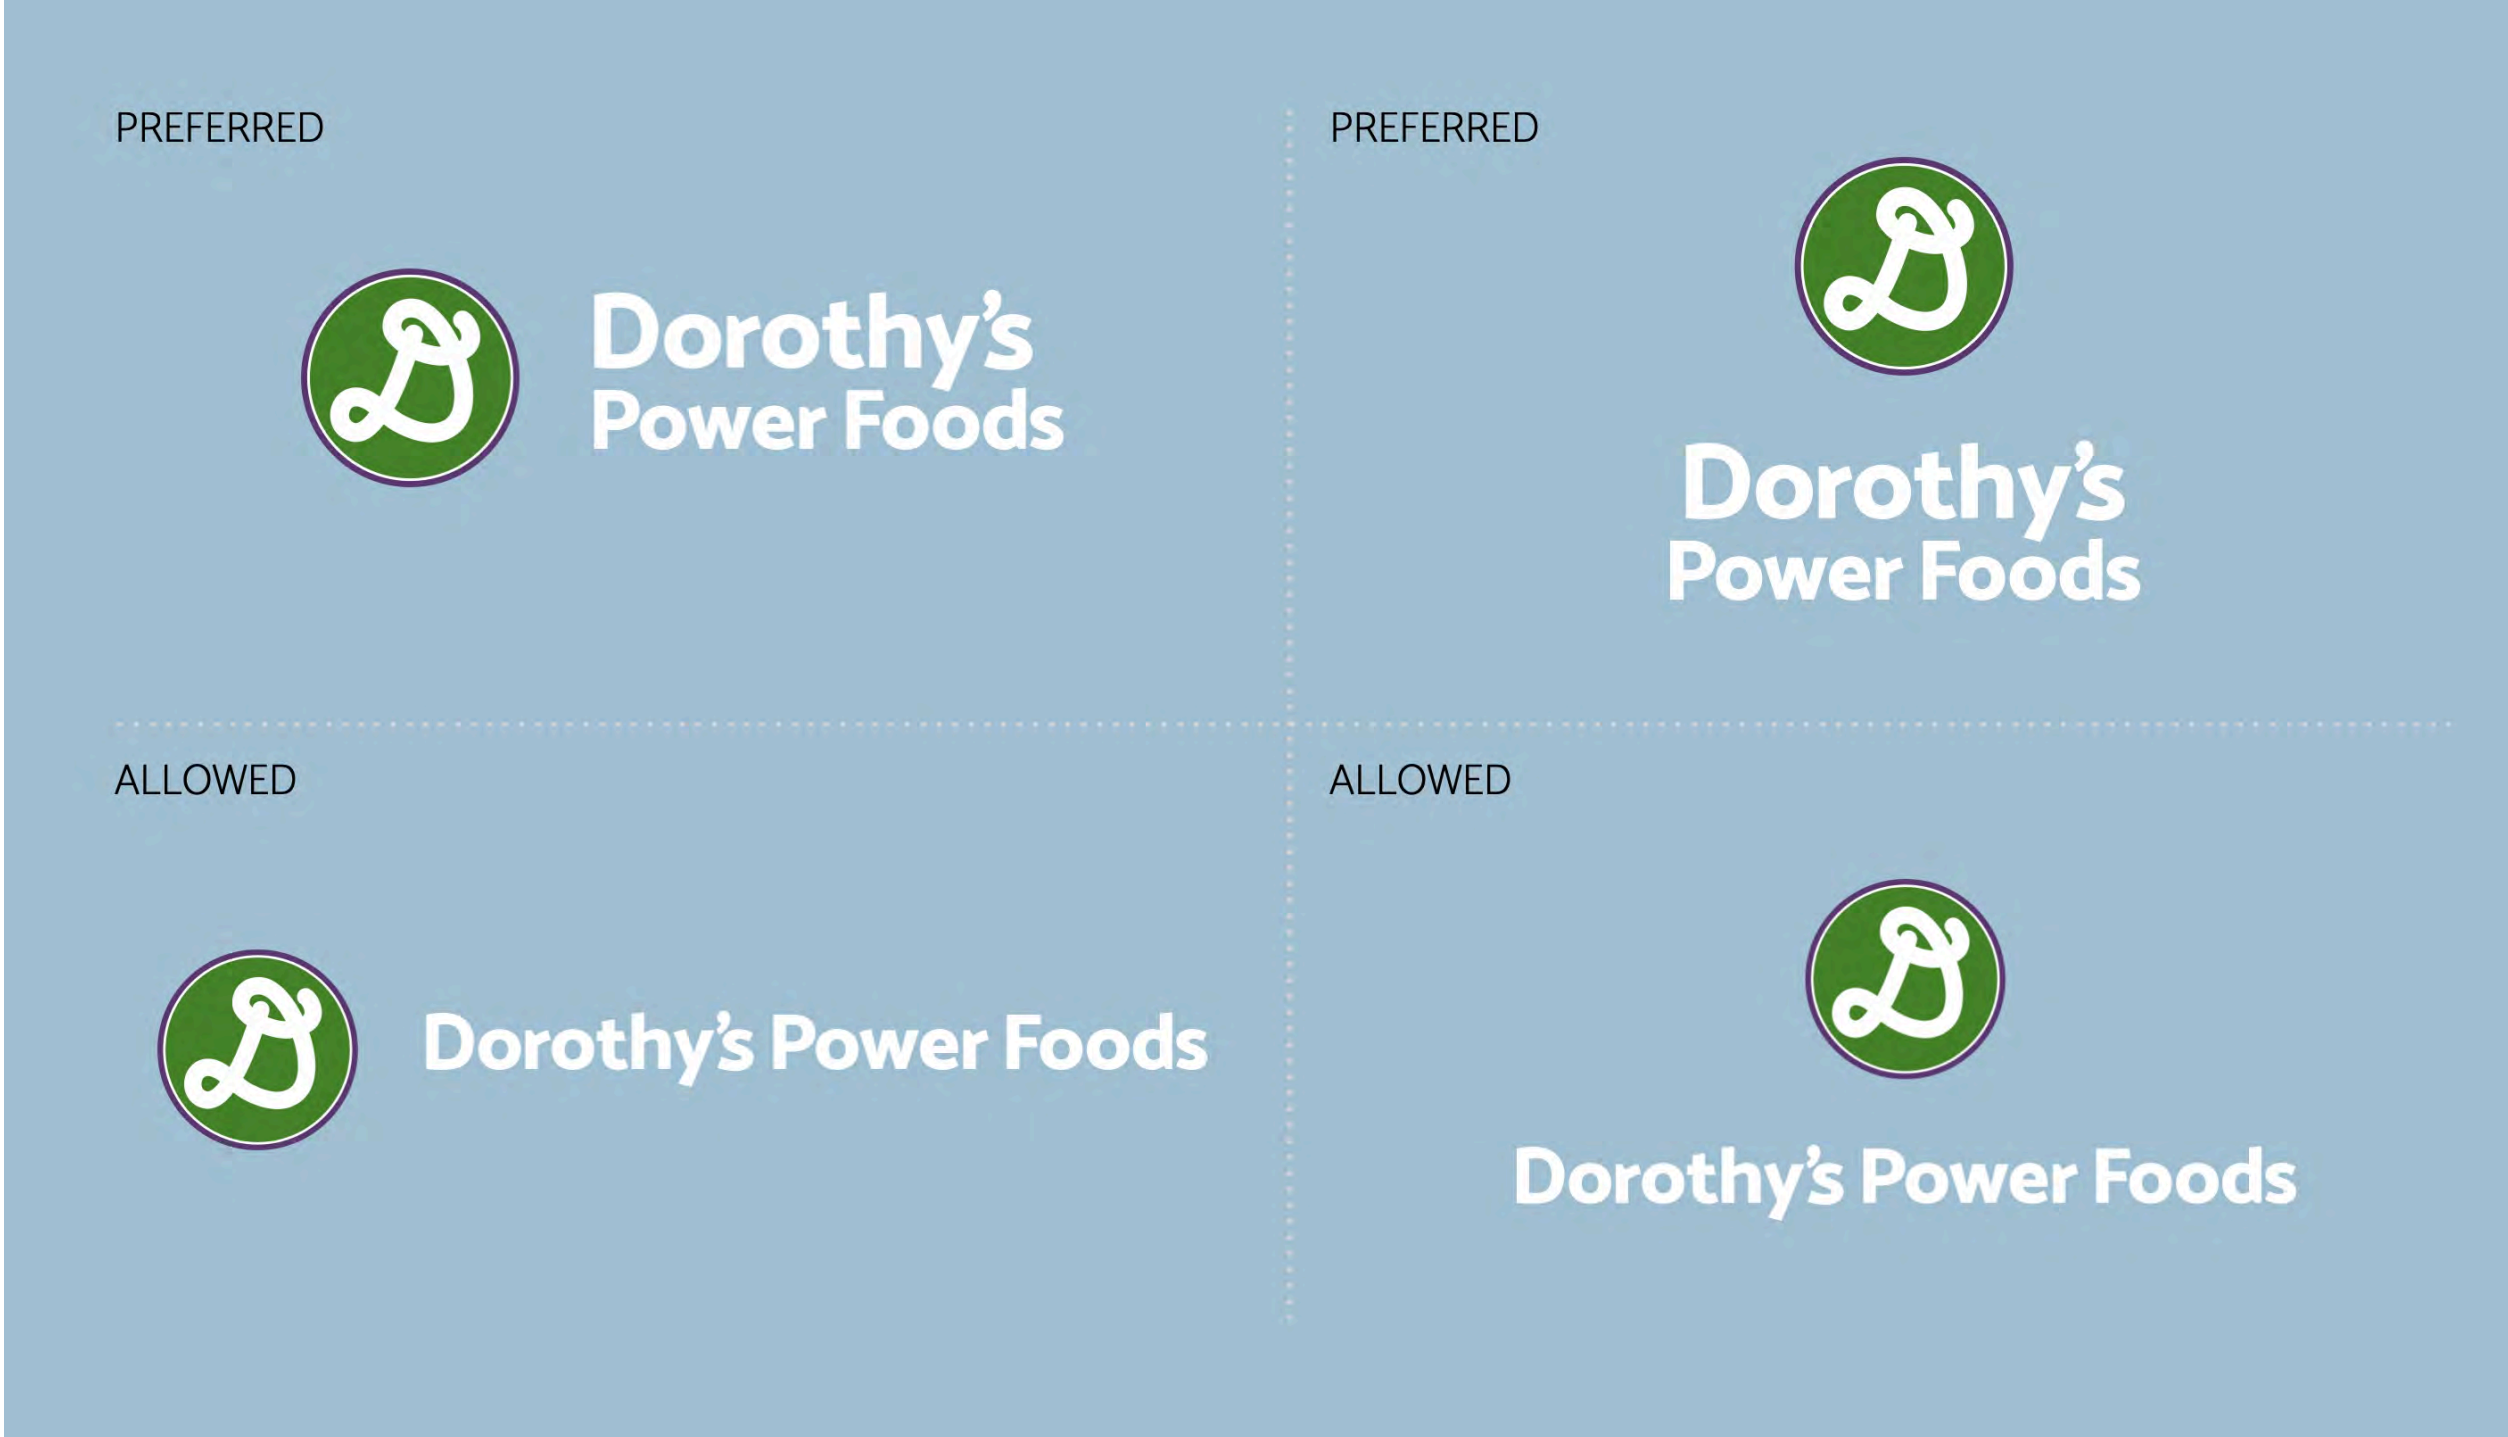 PREFERRED
D
Dorothy's
Power Foods
PREFERRED
D
Dorothy's
Power Foods
ALLOWED
D
Dorothy's Power Foods
ALLOWED
D
Dorothy's Power Foods